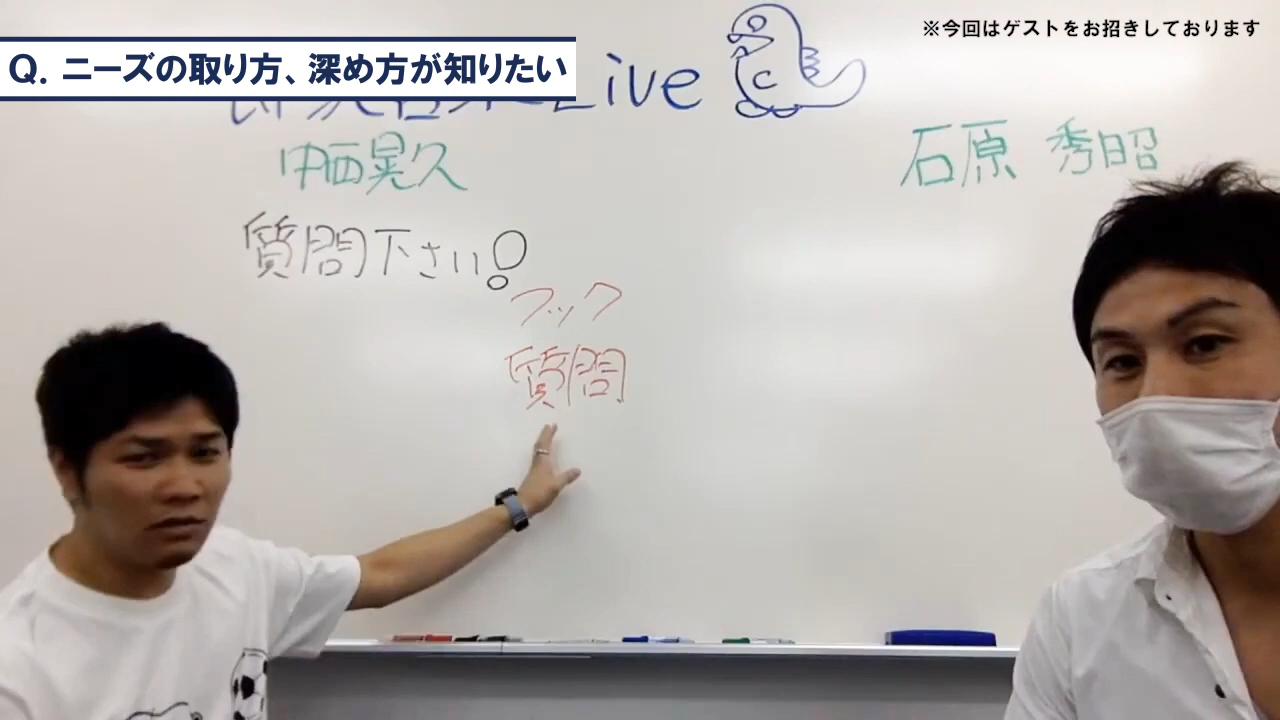 ※今回はゲストをお招きしております
Q. ニーズの取り方、深め方が知りたい
Live
C
中西晃久
石原 秀昭
質問下さい!
フック
質問